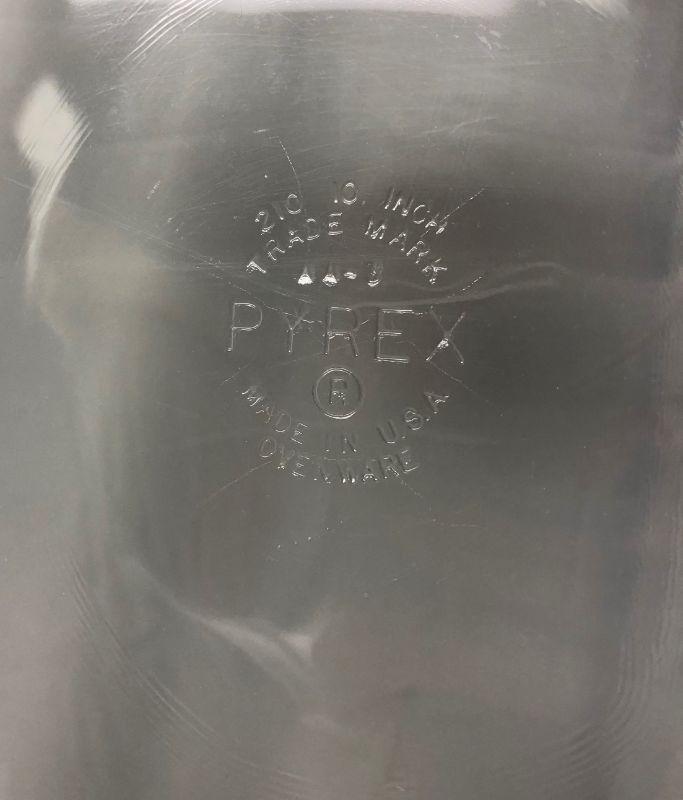 210 10 INCH
TRADE MARK
PYREX
®
MADE IN U.S.A
OVENWARE